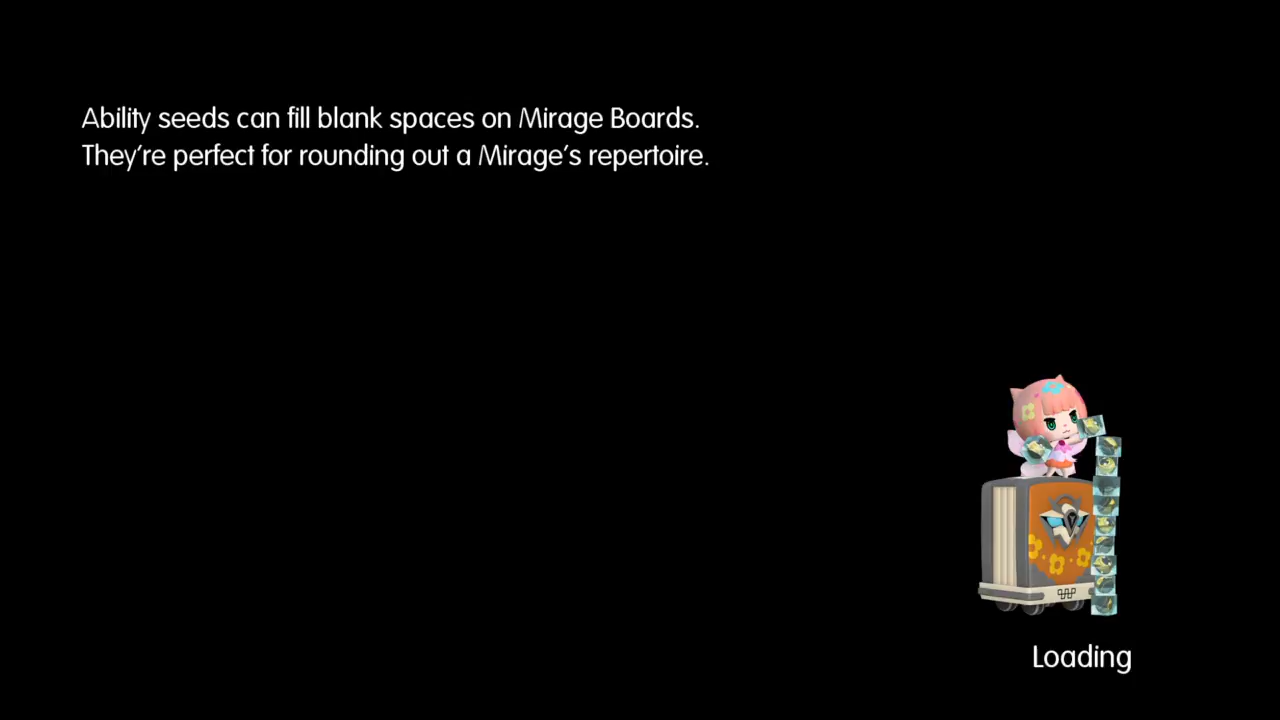 Ability seeds can fill blank spaces on Mirage Boards.
They're perfect for rounding out a Mirage's repertoire.
Loading